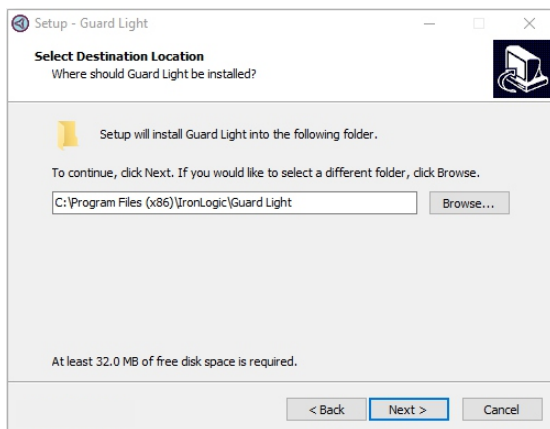 Setup - Guard Light
Select Destination Location
Where should Guard Light be installed?
Setup will install Guard Light into the following folder.
To continue, click Next. If you would like to select a different folder, click Browse.
C:\Program Files (x86)\IronLogic\Guard Light
Browse...
At least 32.0 MB of free disk space is required.
< Back Next > Cancel